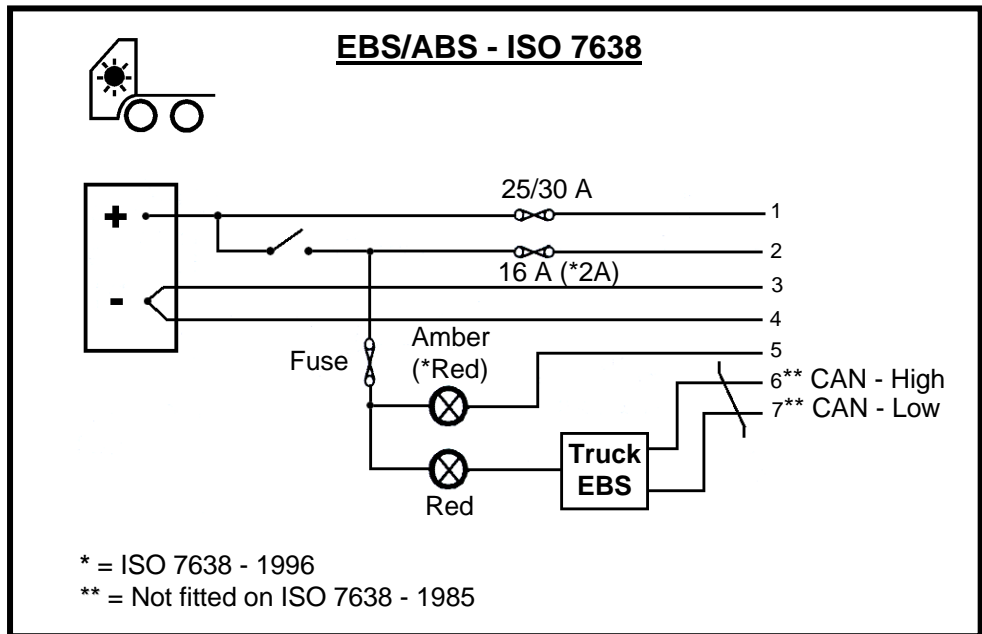 EBS/ABS - ISO 7638
25/30 A
+
1
2
16 A (*2A)
-
3
4
Fuse
Amber
(*Red)
5
6** CAN - High
7** CAN - Low
Truck
EBS
Red
* = ISO 7638 - 1996
** = Not fitted on ISO 7638 - 1985